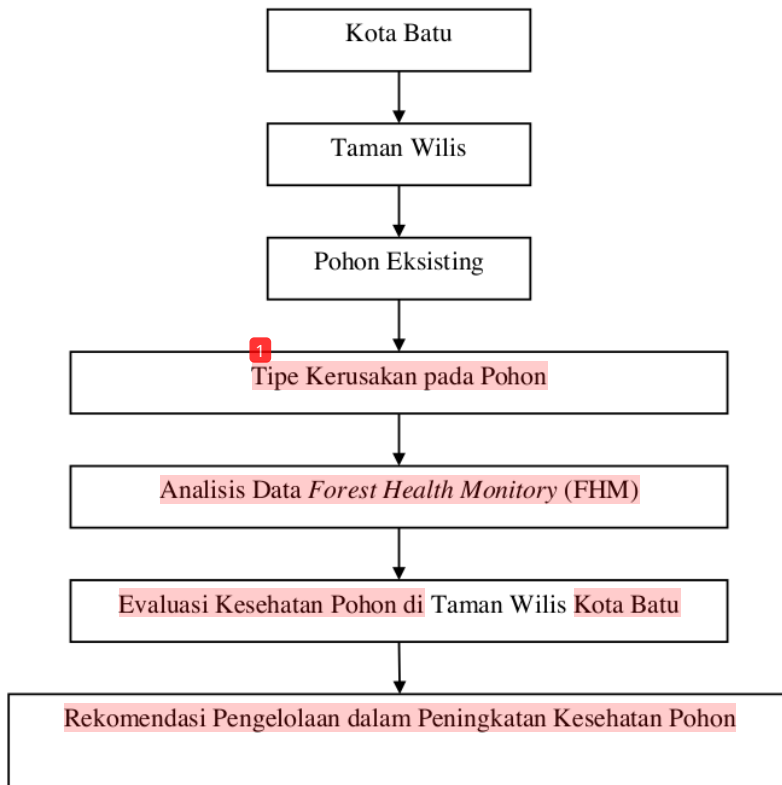 Kota Batu
Taman Wilis
Pohon Eksisting
1
Tipe Kerusakan pada Pohon
Analisis Data Forest Health Monitory (FHM)
Evaluasi Kesehatan Pohon di Taman Wilis Kota Batu
Rekomendasi Pengelolaan dalam Peningkatan Kesehatan Pohon